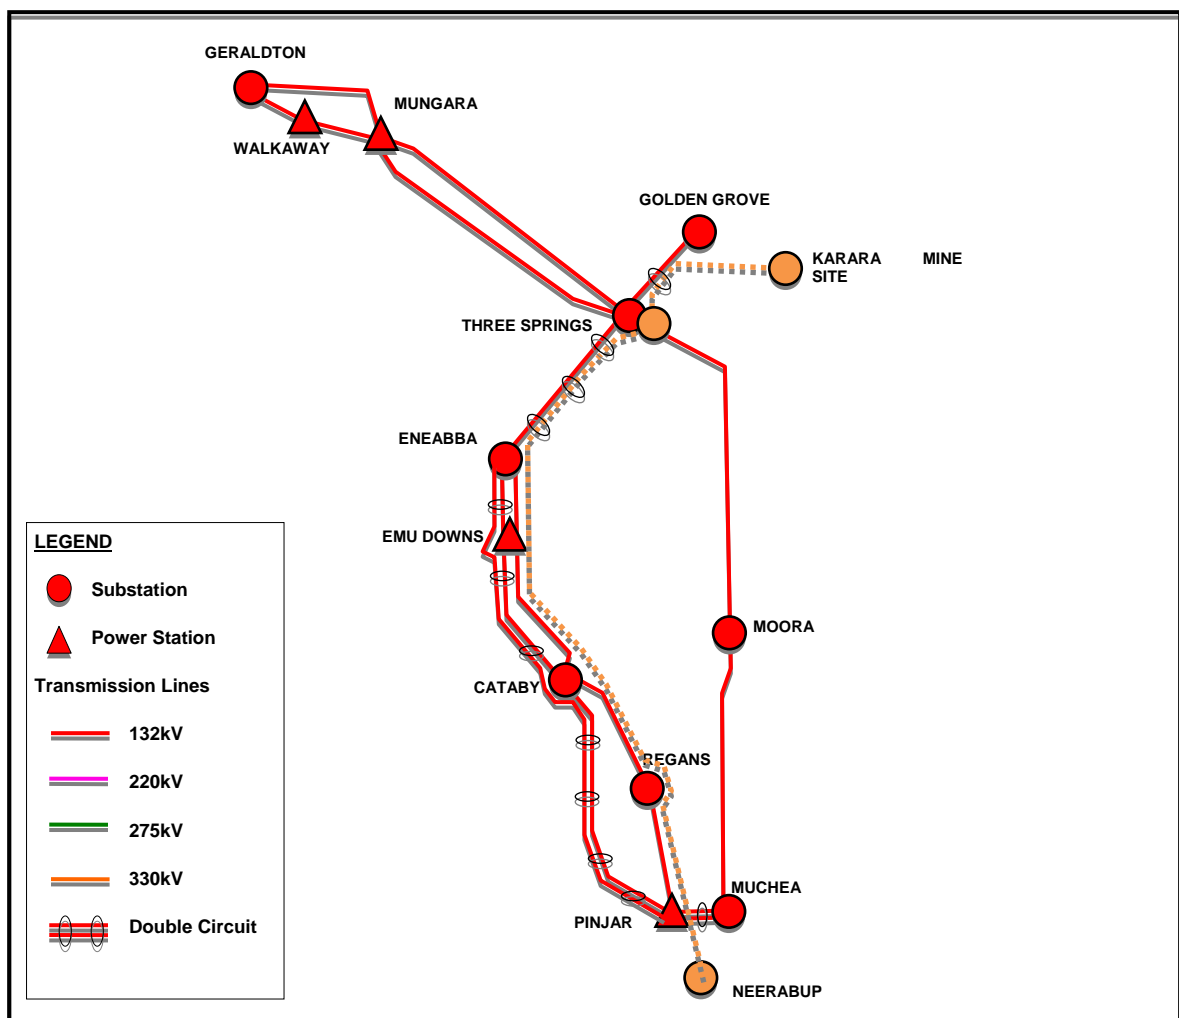 GERALDTON
MUNGARA
WALKAWAY
GOLDEN GROVE
KARARA MINE
SITE
THREE SPRINGS
ENEABBA
EMU DOWNS
LEGEND
Substation
Power Station
Transmission Lines
132kV
220kV
275kV
330kV
Double Circuit
MOORA
CATABY
REGANS
MUCHEA
PINJAR
NEERABUP